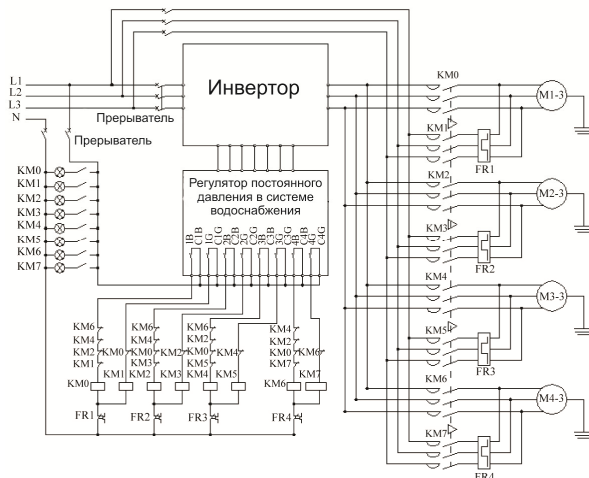 L1
L2
L3
N
Инвертор
Прерыватель
Прерыватель
Регулятор постоянного
давления в системе
водоснабжения
1B
C1B
1G
C1G
2B
C2B
2G
C2G
3B
C3B
3G
C3G
4B
C4B
4G
C4G
KM0
KM1
KM2
KM3
KM4
KM5
KM6
KM7
KM6
KM4
KM2
KM1
KM0
KM0
KM1
FR1
KM6
KM4
KM0
KM3
KM2
KM2
KM3
FR2
KM6
KM2
KM0
KM5
KM4
KM4
KM5
FR3
KM4
KM2
KM0
KM7
KM6
KM6
KM7
FR4
KM0
M1-3
KM1
FR1
KM2
M2-3
KM3
FR2
KM4
M3-3
KM5
FR3
KM6
M4-3
KM7
FR4